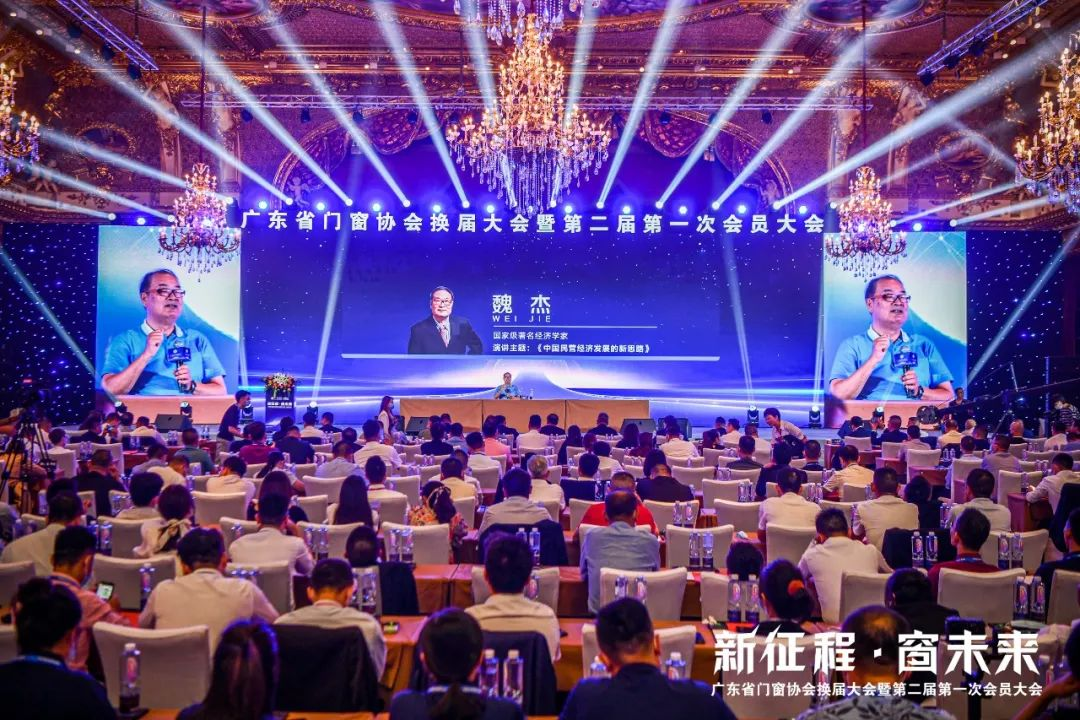 广东省门窗协会换届大会暨第二届第一次会员大会
魏 杰
WEI JIE
国家级著名经济学家
演讲主题：《中国民营经济发展的新思路》
新征程·窗未来
广东省门窗协会换届大会暨第二届第一次会员大会